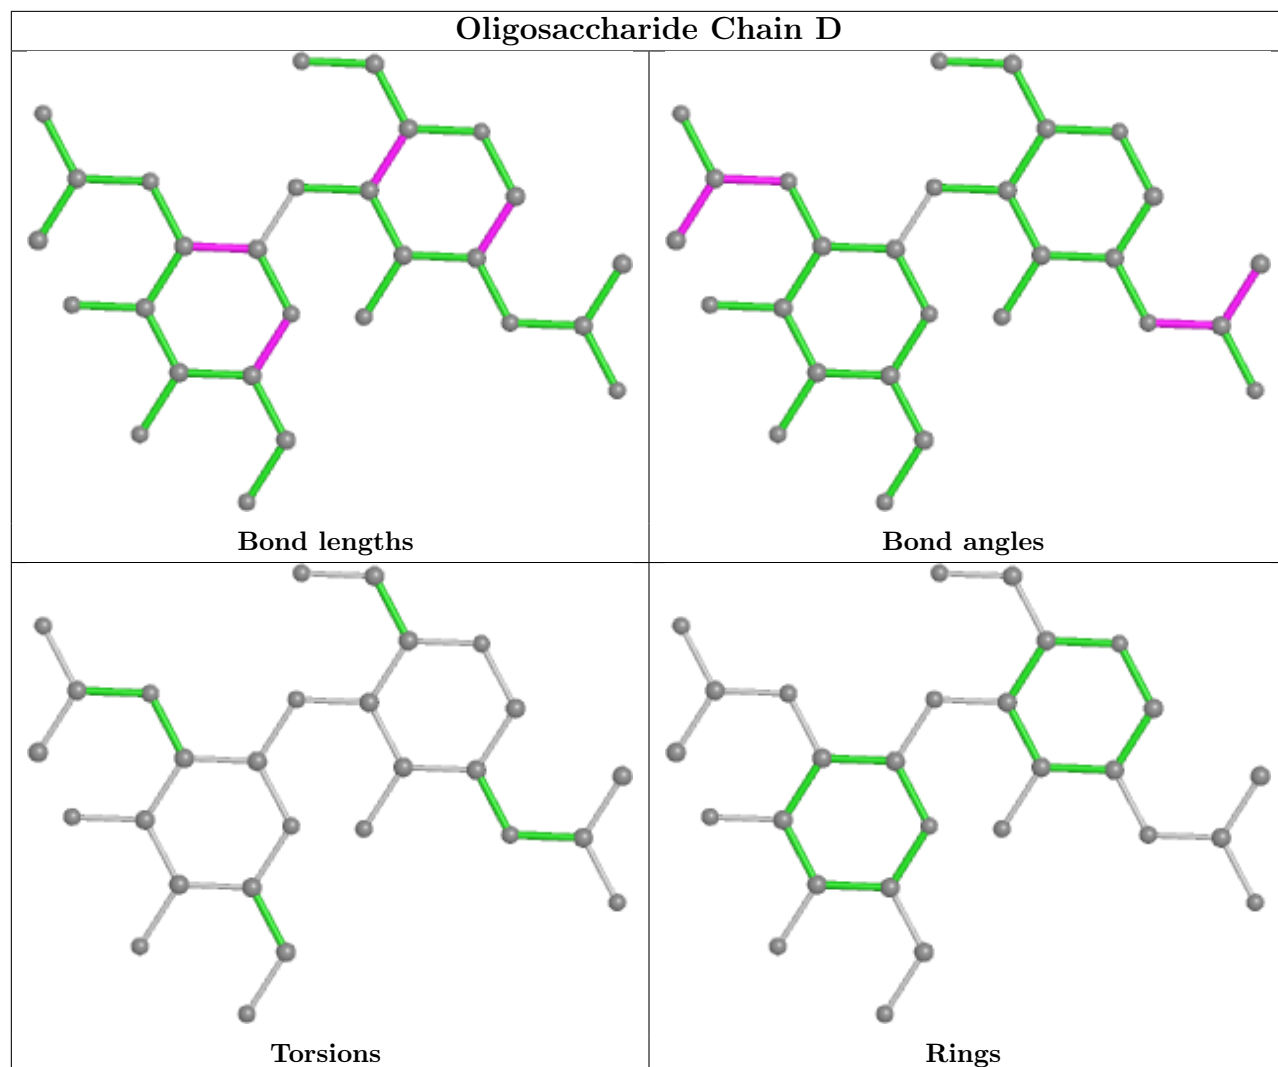 Oligosaccharide Chain D
Bond lengths
Bond angles
Torsions
Rings